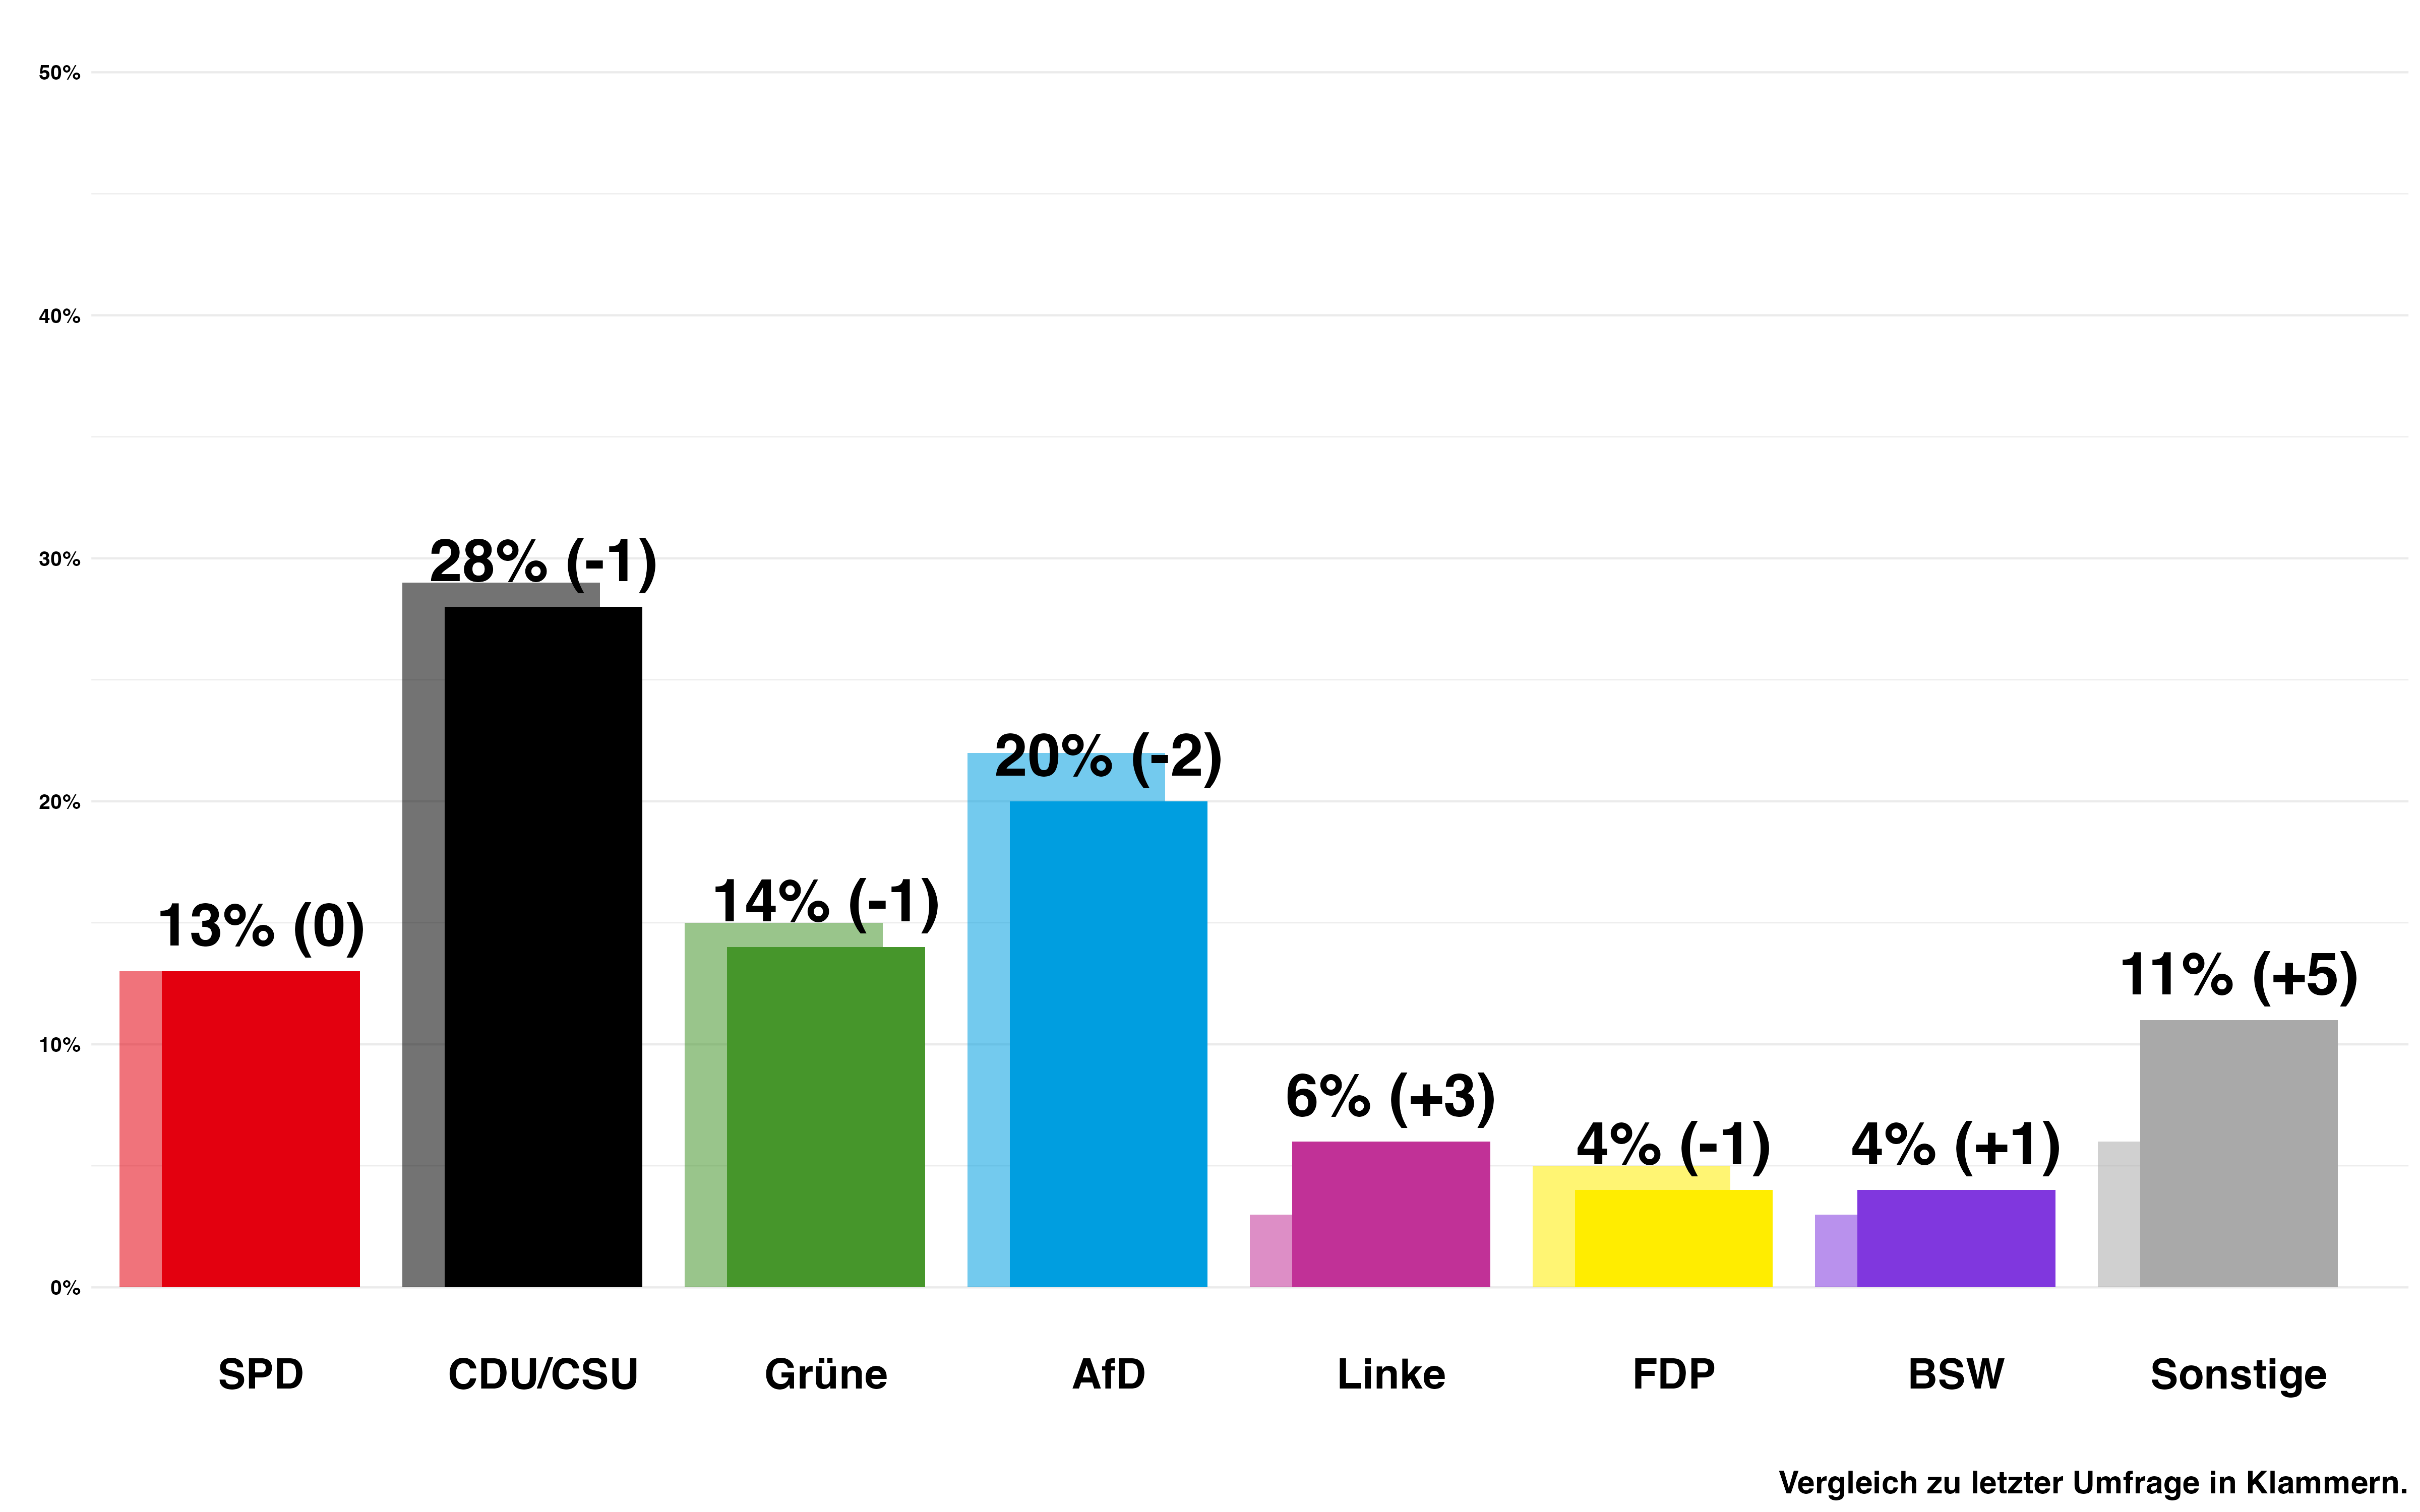 50%
40%
30%
20%
10%
0%
13% (0)
28% (-1)
14% (-1)
20% (-2)
6% (+3)
4% (-1)
4% (+1)
11% (+5)
SPD
CDU/CSU
Grüne
AfD
Linke
FDP
BSW
Sonstige
Vergleich zu letzter Umfrage in Klammern.